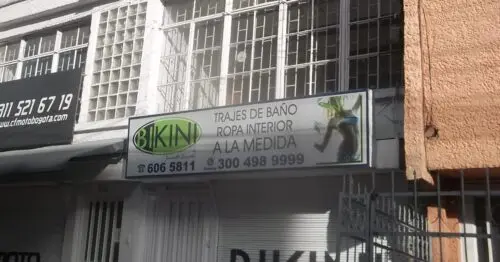 311 521 67 19
www.cfmotobogota.com
BIKINI
TRAJES DE BAÑO
ROPA INTERIOR
A LA MEDIDA
606 5811
300 498 9999
BIKINI